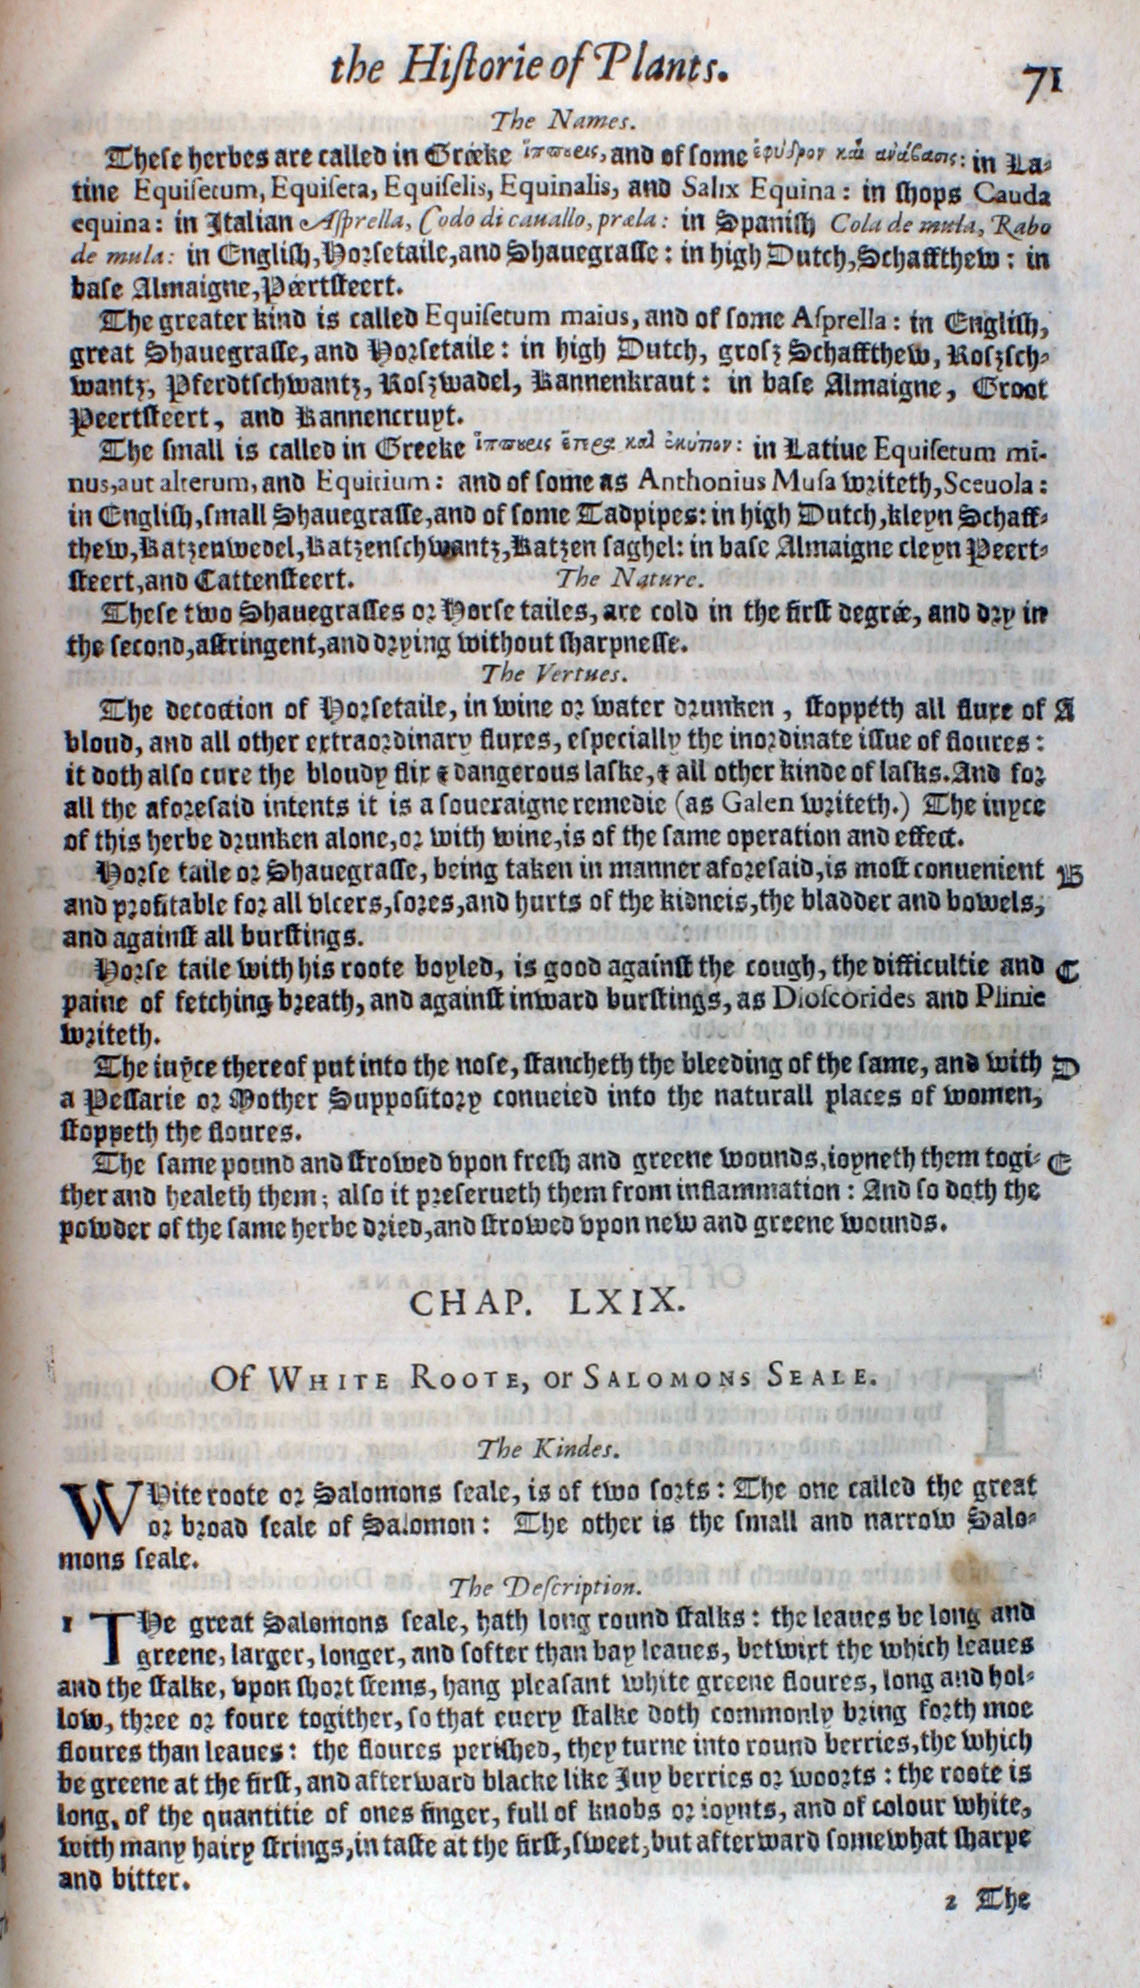 the Historie of Plants.
71
The Names.
These herbes are called in Greeke ἵππουεις, and of some ἐφύδρον καὶ ἀνάβασις: in La-
tine Equisetum, Equiseta, Equiselis, Equinalis, and Salix Equina: in shops Cauda
equina: in Italian Asprella, Codo di cauallo, præla: in Spanish Cola de mula, Rabo
de mula: in English, Horsetaile, and Shauegrasse: in high Dutch, Schaffthew: in
base Almaigne, Peertsteert.
The greater kind is called Equisetum maius, and of some Asprella: in English,
great Shauegrasse, and Horsetaile: in high Dutch, grosz Schaffthew, Roszsch-
wantz, Pferdtschwantz, Roszwadel, Kannenkraut: in base Almaigne, Groot
Peertsteert, and Kannencruyt.
The small is called in Greeke ἵππουεις ἕτερα καὶ: in Latiue Equisetum mi-
nus, aut alterum, and Equitium: and of some as Anthonius Musa writeth, Sceuola:
in English, small Shauegrasse, and of some Tadpipes: in high Dutch, kleyn Schaff-
thew, Katzenwedel, Katzenschwantz, Katzen saghel: in base Almaigne cleyn Peert-
steert, and Cattensteert.
The Nature.
These two Shauegrasses or Horse tailes, are cold in the first degree, and dry in
the second, astringent, and drying without sharpnesse.
The Vertues.
The decoction of Horsetaile, in wine or water drunken, stoppeth all fluxe of A
bloud, and all other extraordinary fluxes, especially the inordinate issue of floures:
it doth also cure the bloudy flix & dangerous laske, & all other kinde of lasks. And for
all the aforesaid intents it is a soueraigne remedie (as Galen writeth.) The iuyce
of this herbe drunken alone, or with wine, is of the same operation and effect.
Horse taile or Shauegrasse, being taken in manner aforesaid, is most conuenient B
and profitable for all vlcers, sores, and hurts of the kidneis, the bladder and bowels,
and against all burstings.
Horse taile with his roote boyled, is good against the cough, the difficultie and C
paine of fetching breath, and against inward burstings, as Dioscorides and Plinie
writeth.
The iuyce thereof put into the nose, stancheth the bleeding of the same, and with D
a Pessarie or Mother Suppository conueied into the naturall places of women,
stoppeth the floures.
The same pound and strowed vpon fresh and greene wounds, ioyneth them togi- E
ther and healeth them; also it preserueth them from inflammation: And so doth the
powder of the same herbe dried, and strowed vpon new and greene wounds.
CHAP. LXIX.
Of White Roote, or Salomons Seale.
The Kindes.
WHite roote or Salomons seale, is of two sorts: The one called the great
or broad seale of Salomon: The other is the small and narrow Salo-
mons seale.
The Description.
1 THe great Salomons seale, hath long round stalks: the leaues be long and
greene, larger, longer, and softer than bay leaues, betwixt the which leaues
and the stalke, vpon short stems, hang pleasant white greene floures, long and hol-
low, three or foure togither, so that euery stalke doth commonly bring forth moe
floures than leaues: the floures perished, they turne into round berries, the which
be greene at the first, and afterward blacke like Iuy berries or woorts: the roote is
long, of the quantitie of ones finger, full of knobs or ioynts, and of colour white,
with many hairy strings, in taste at the first, sweet, but afterward somewhat sharpe
and bitter.
2 The